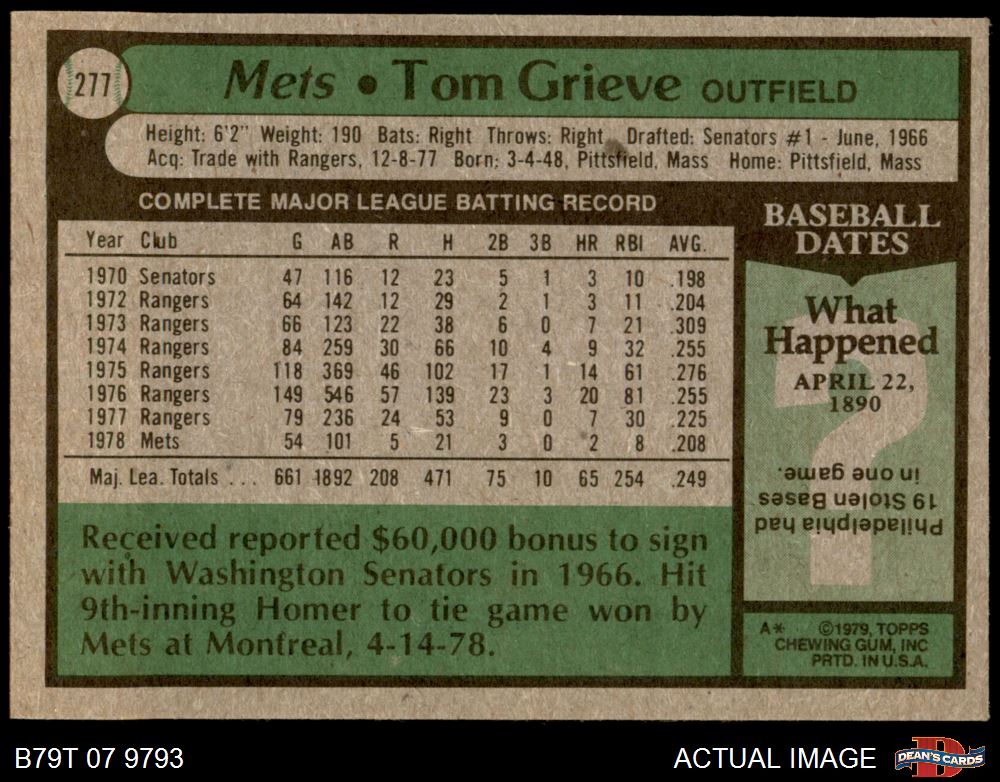 277
Mets • Tom Grieve OUTFIELD
Height: 6'2" Weight: 190 Bats: Right Throws: Right Drafted: Senators #1 - June, 1966
Acq: Trade with Rangers, 12-8-77 Born: 3-4-48, Pittsfield, Mass Home: Pittsfield, Mass
COMPLETE MAJOR LEAGUE BATTING RECORD
Year Club G AB R H 2B 3B HR RBI AVG.
1970 Senators 47 116 12 23 5 1 3 10 .198
1972 Rangers 64 142 12 29 2 1 3 11 .204
1973 Rangers 66 123 22 38 6 0 7 21 .309
1974 Rangers 84 259 30 66 10 4 9 32 .255
1975 Rangers 118 369 46 102 17 1 14 61 .276
1976 Rangers 149 546 57 139 23 3 20 81 .255
1977 Rangers 79 236 24 53 9 0 7 30 .225
1978 Mets 54 101 5 21 3 0 2 8 .208
Maj. Lea. Totals . . . 661 1892 208 471 75 10 65 254 .249
Received reported $60,000 bonus to sign
with Washington Senators in 1966. Hit
9th-inning Homer to tie game won by
Mets at Montreal, 4-14-78.
BASEBALL
DATES
What
Happened
APRIL 22,
1890
Philadelphia had
19 Stolen Bases
in one game.
A* ©1979, TOPPS
CHEWING GUM, INC
PRTD. IN U.S.A.
B79T 07 9793
ACTUAL IMAGE
D
DEAN'S CARDS